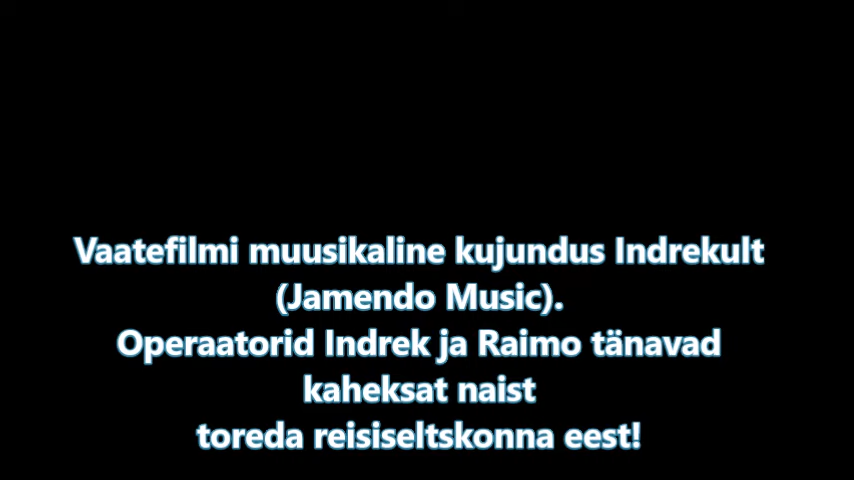 Vaatefilmi muusikaline kujundus Indrekult
(Jamendo Music).
Operaatorid Indrek ja Raimo tänavad
kaheksat naist
toreda reisiseltskonna eest!